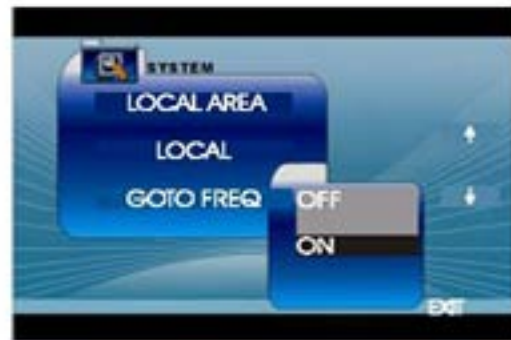 SYSTEM
LOCAL AREA
LOCAL
GOTO FREQ
OFF
ON
EXIT